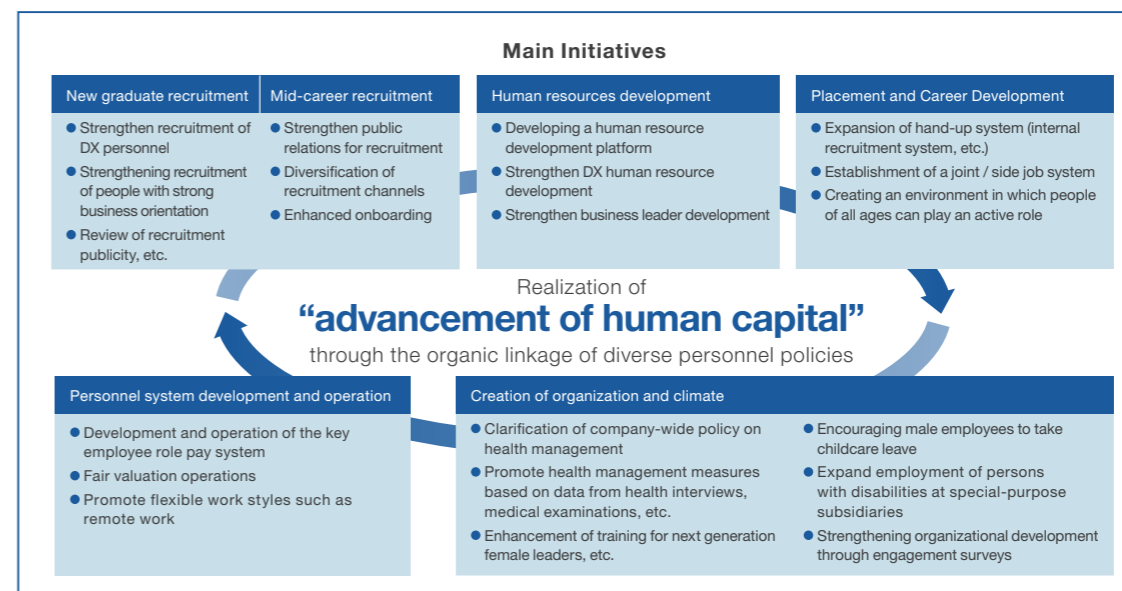 Main Initiatives
New graduate recruitment
● Strengthen recruitment of
DX personnel
● Strengthening recruitment
of people with strong
business orientation
● Review of recruitment
publicity, etc.
Mid-career recruitment
● Strengthen public
relations for recruitment
● Diversification of
recruitment channels
● Enhanced onboarding
Human resources development
● Developing a human resource
development platform
● Strengthen DX human resource
development
● Strengthen business leader development
Placement and Career Development
● Expansion of hand-up system (internal
recruitment system, etc.)
● Establishment of a joint / side job system
● Creating an environment in which people
of all ages can play an active role
Realization of
“advancement of human capital”
through the organic linkage of diverse personnel policies
Personnel system development and operation
● Development and operation of the key
employee role pay system
● Fair valuation operations
● Promote flexible work styles such as
remote work
Creation of organization and climate
● Clarification of company-wide policy on
health management
● Promote health management measures
based on data from health interviews,
medical examinations, etc.
● Enhancement of training for next generation
female leaders, etc.
● Encouraging male employees to take
childcare leave
● Expand employment of persons
with disabilities at special-purpose
subsidiaries
● Strengthening organizational development
through engagement surveys